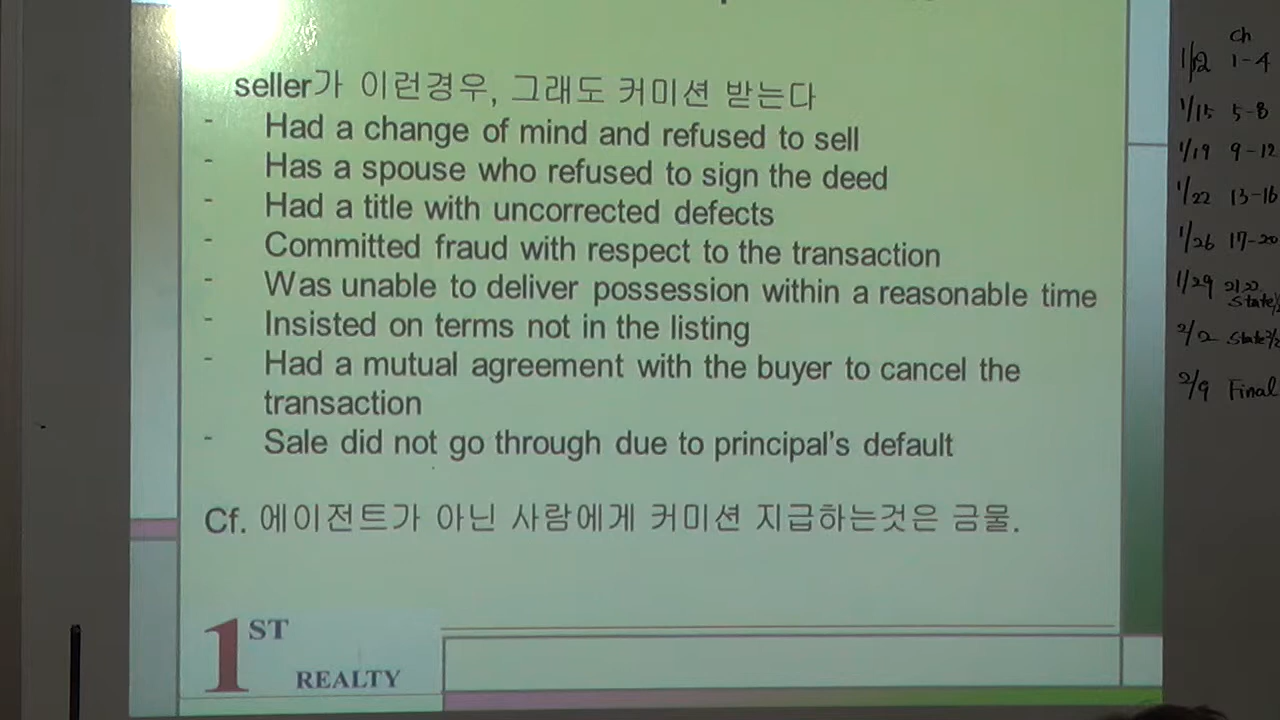 seller가 이런경우, 그래도 커미션 받는다
- Had a change of mind and refused to sell
- Has a spouse who refused to sign the deed
- Had a title with uncorrected defects
- Committed fraud with respect to the transaction
- Was unable to deliver possession within a reasonable time
- Insisted on terms not in the listing
- Had a mutual agreement with the buyer to cancel the
transaction
- Sale did not go through due to principal's default
Cf. 에이전트가 아닌 사람에게 커미션 지급하는것은 금물.
1ST
REALTY
ch
1/12 1-4
1/15 5-8
1/19 9-12
1/22 13-16
1/26 17-20
1/29 21,22
State
2/2 State
2/9 Final